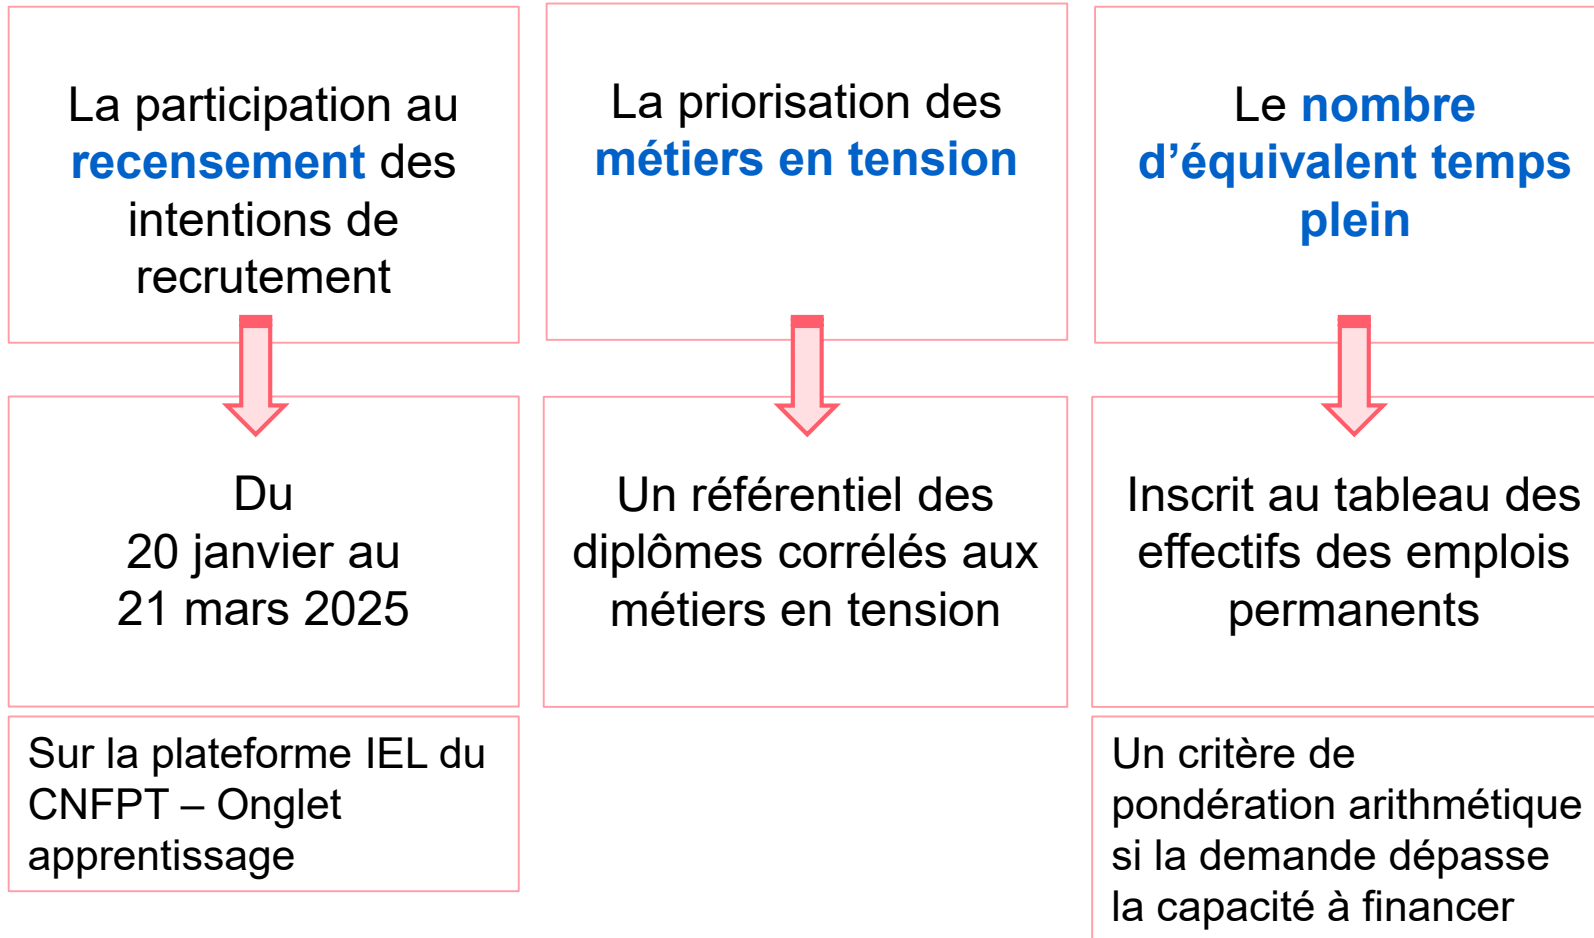 La participation au
recensement des
intentions de
recrutement
Du
20 janvier au
21 mars 2025
Sur la plateforme IEL du
CNFPT – Onglet
apprentissage
La priorisation des
métiers en tension
Un référentiel des
diplômes corrélés aux
métiers en tension
Le nombre
d’équivalent temps
plein
Inscrit au tableau des
effectifs des emplois
permanents
Un critère de
pondération arithmétique
si la demande dépasse
la capacité à financer